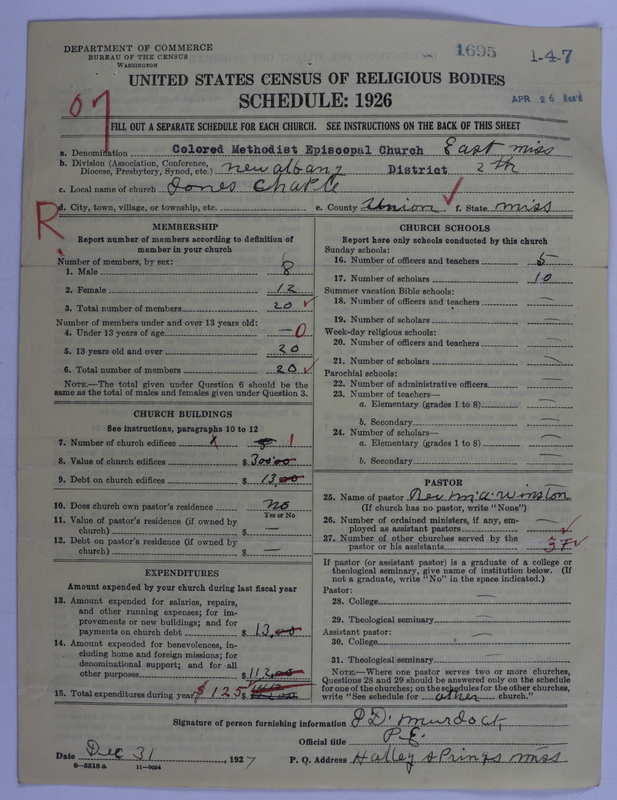 DEPARTMENT OF COMMERCE
BUREAU OF THE CENSUS
WASHINGTON
1695
1-4-7
UNITED STATES CENSUS OF RELIGIOUS BODIES
SCHEDULE: 1926
APR 26 Rec'd
FILL OUT A SEPARATE SCHEDULE FOR EACH CHURCH. SEE INSTRUCTIONS ON THE BACK OF THIS SHEET
a. Denomination Colored Methodist Episcopal Church East miss
b. Division (Association, Conference, Diocese, Presbytery, Synod, etc.) new albany District 2th
c. Local name of church Jones Chaple
d. City, town, village, or township, etc. e. County Union f. State miss
R
MEMBERSHIP
Report number of members according to definition of
member in your church
Number of members, by sex:
1. Male 8
2. Female 12
3. Total number of members 20
Number of members under and over 13 years old:
4. Under 13 years of age — 0
5. 13 years old and over 20
6. Total number of members 20
NOTE.—The total given under Question 6 should be the
same as the total of males and females given under Question 3.
CHURCH BUILDINGS
See instructions, paragraphs 10 to 12
7. Number of church edifices x 1
8. Value of church edifices $ 300.00
9. Debt on church edifices $ 13.00
10. Does church own pastor's residence no
Yes or No
11. Value of pastor's residence (if owned by
church) $ —
12. Debt on pastor's residence (if owned by
church) $ —
EXPENDITURES
Amount expended by your church during last fiscal year
13. Amount expended for salaries, repairs,
and other running expenses; for im-
provements or new buildings; and for
payments on church debt $ 13.00
14. Amount expended for benevolences, in-
cluding home and foreign missions; for
denominational support; and for all
other purposes $ 112.00
15. Total expenditures during year $125 $
CHURCH SCHOOLS
Report here only schools conducted by this church
Sunday schools:
16. Number of officers and teachers 5
17. Number of scholars 10
Summer vacation Bible schools:
18. Number of officers and teachers —
19. Number of scholars —
Week-day religious schools:
20. Number of officers and teachers —
21. Number of scholars —
Parochial schools:
22. Number of administrative officers —
23. Number of teachers—
a. Elementary (grades 1 to 8) —
b. Secondary —
24. Number of scholars—
a. Elementary (grades 1 to 8) —
b. Secondary —
PASTOR
25. Name of pastor Rev M.A. Winston
(If church has no pastor, write "None")
26. Number of ordained ministers, if any, em-
ployed as assistant pastors —
27. Number of other churches served by the
pastor or his assistants
If pastor (or assistant pastor) is a graduate of a college or
theological seminary, give name of institution below. (If
not a graduate, write "No" in the space indicated.)
Pastor:
28. College —
29. Theological seminary —
Assistant pastor:
30. College —
31. Theological seminary —
NOTE.—Where one pastor serves two or more churches,
Questions 28 and 29 should be answered only on the schedule
for one of the churches; on the schedules for the other churches,
write "See schedule for other church."
Signature of person furnishing information J D. Murdock
Official title P.E.
Date Dec 31, 1927 P. O. Address Holley Springs miss
8-5518a 11-9034